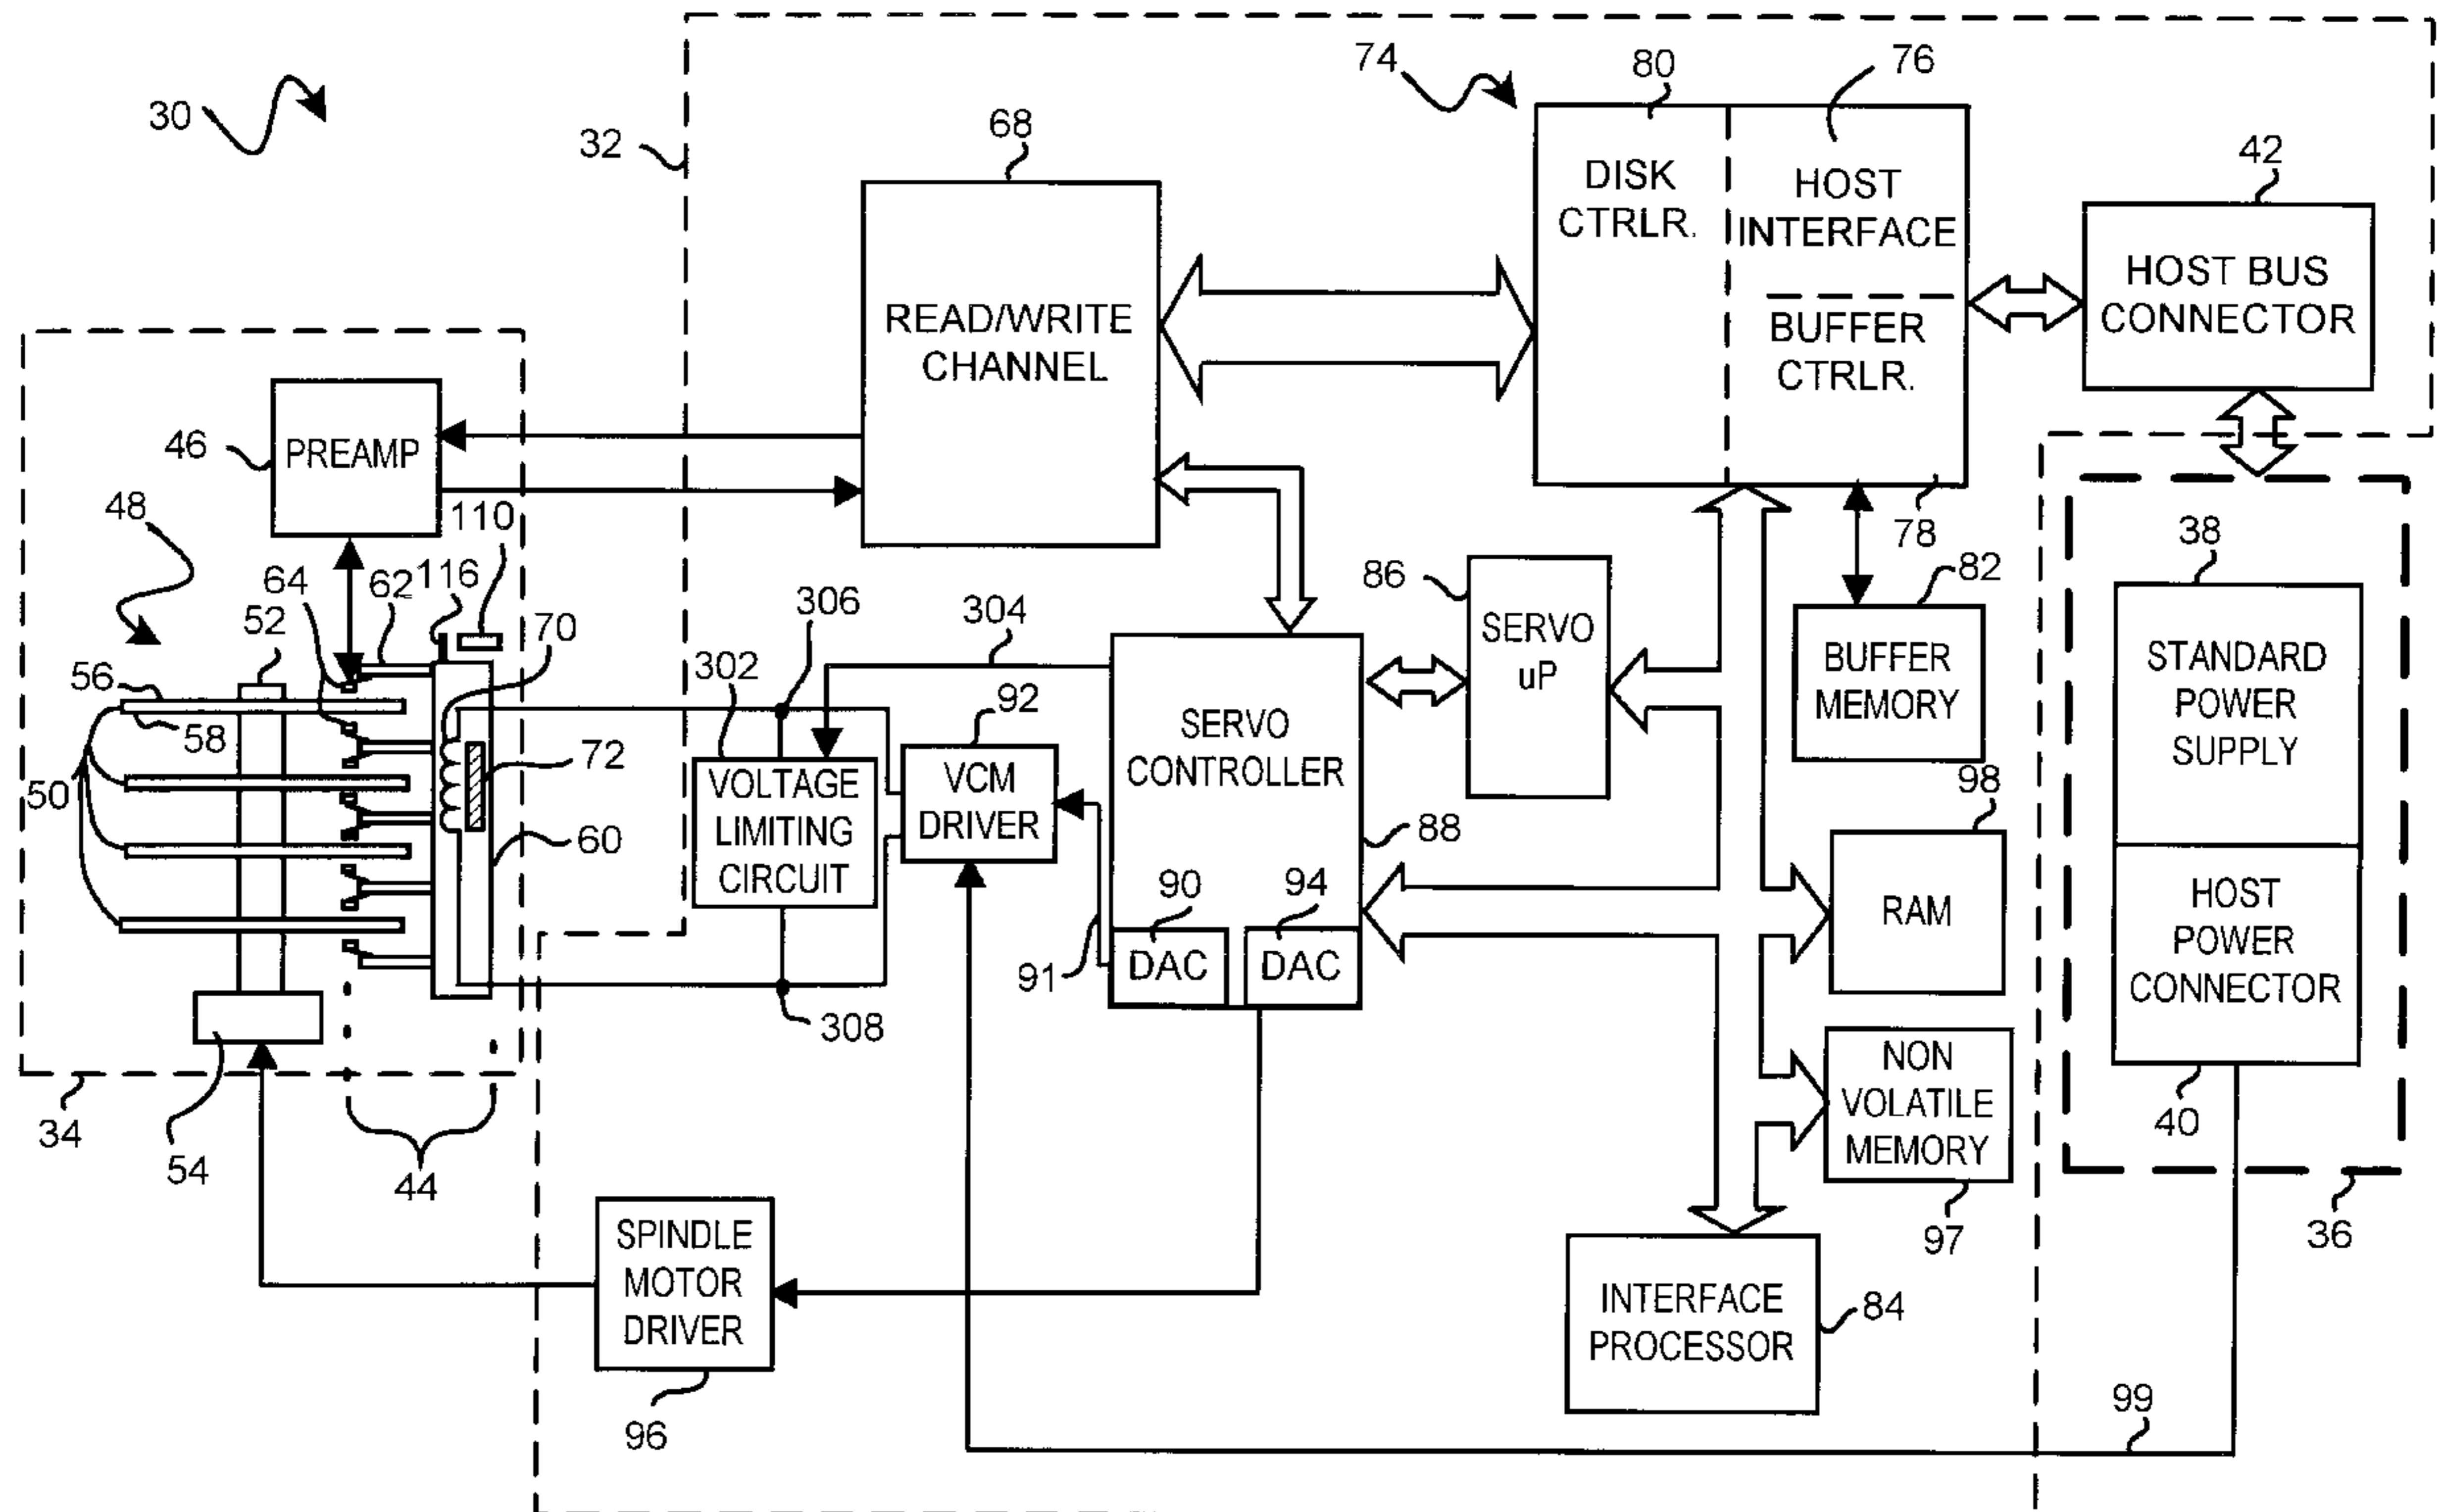 30
32
68
74
80
76
42
DISK
CTRLR.
HOST
INTERFACE
BUFFER
CTRLR.
HOST BUS
CONNECTOR
READ/WRITE
CHANNEL
46
PREAMP
110
48
64
62
116
52
70
56
58
50
72
60
306
304
302
92
VOLTAGE
LIMITING
CIRCUIT
VCM
DRIVER
308
91
SERVO
CONTROLLER
88
90
94
DAC
DAC
86
SERVO
uP
78
82
BUFFER
MEMORY
98
RAM
NON
VOLATILE
MEMORY
97
38
STANDARD
POWER
SUPPLY
HOST
POWER
CONNECTOR
40
36
34
54
44
SPINDLE
MOTOR
DRIVER
96
INTERFACE
PROCESSOR
84
99